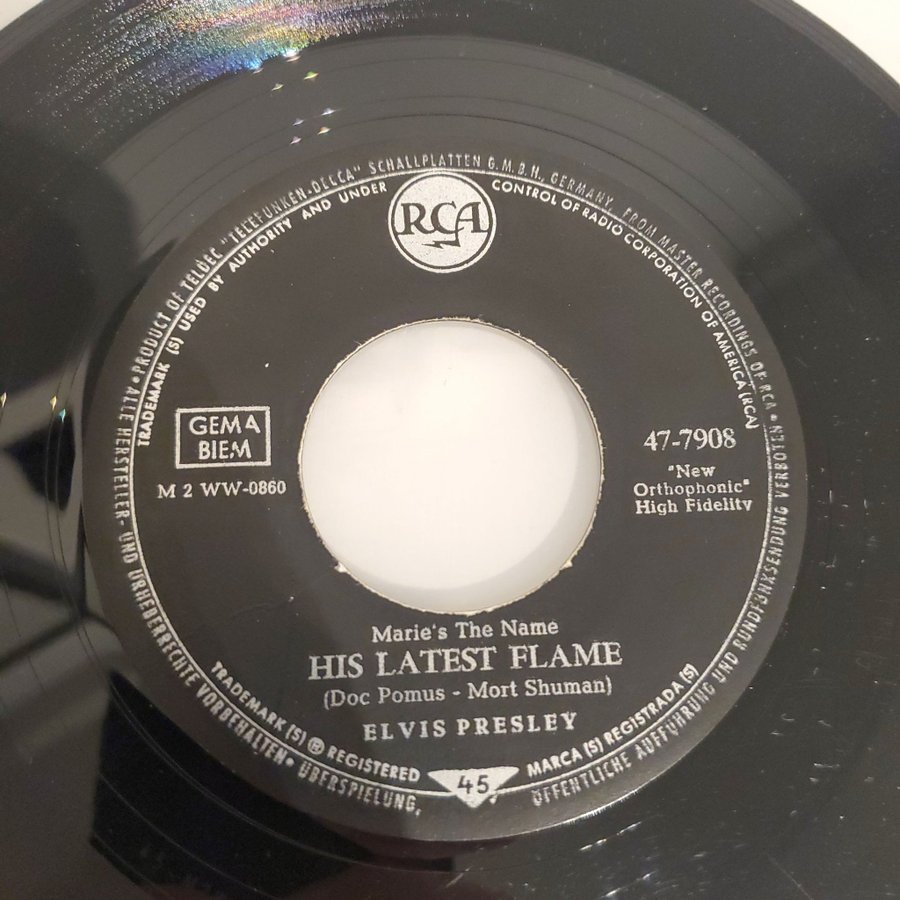 • PRODUCT OF TELDEC "TELEFUNKEN-DECCA" SCHALLPLATTEN G.M.B.H., GERMANY, FROM MASTER RECORDINGS OF RCA •
TRADEMARK (S) USED BY AUTHORITY AND UNDER CONTROL OF RADIO CORPORATION OF AMERICA (RCA)
RCA
GEMA
BIEM
M 2 WW-0860
47-7908
"New
Orthophonic"
High Fidelity
Marie's The Name
HIS LATEST FLAME
(Doc Pomus - Mort Shuman)
ELVIS PRESLEY
TRADEMARK (S) ® REGISTERED
45
MARCA (S) REGISTRADA (S)
ALLE HERSTELLER- UND URHEBERRECHTE VORBEHALTEN • ÜBERSPIELUNG, ÖFFENTLICHE AUFFÜHRUNG UND RUNDFUNKSENDUNG VERBOTEN